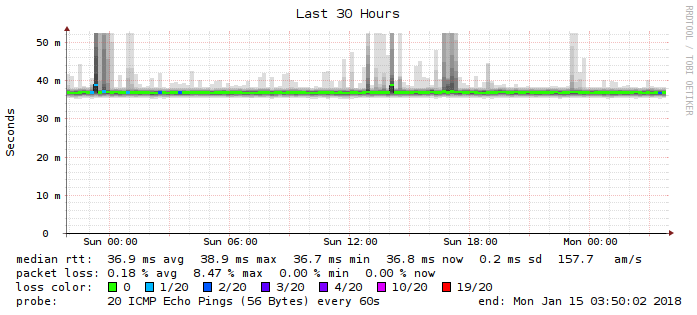 Last 30 Hours
RRDTOOL / TOBI OETIKER
Seconds
50 m
40 m
30 m
20 m
10 m
0
Sun 00:00 Sun 06:00 Sun 12:00 Sun 18:00 Mon 00:00
median rtt: 36.9 ms avg 38.9 ms max 36.7 ms min 36.8 ms now 0.2 ms sd 157.7 am/s
packet loss: 0.18 % avg 8.47 % max 0.00 % min 0.00 % now
loss color: 0 1/20 2/20 3/20 4/20 10/20 19/20
probe: 20 ICMP Echo Pings (56 Bytes) every 60s end: Mon Jan 15 03:50:02 2018